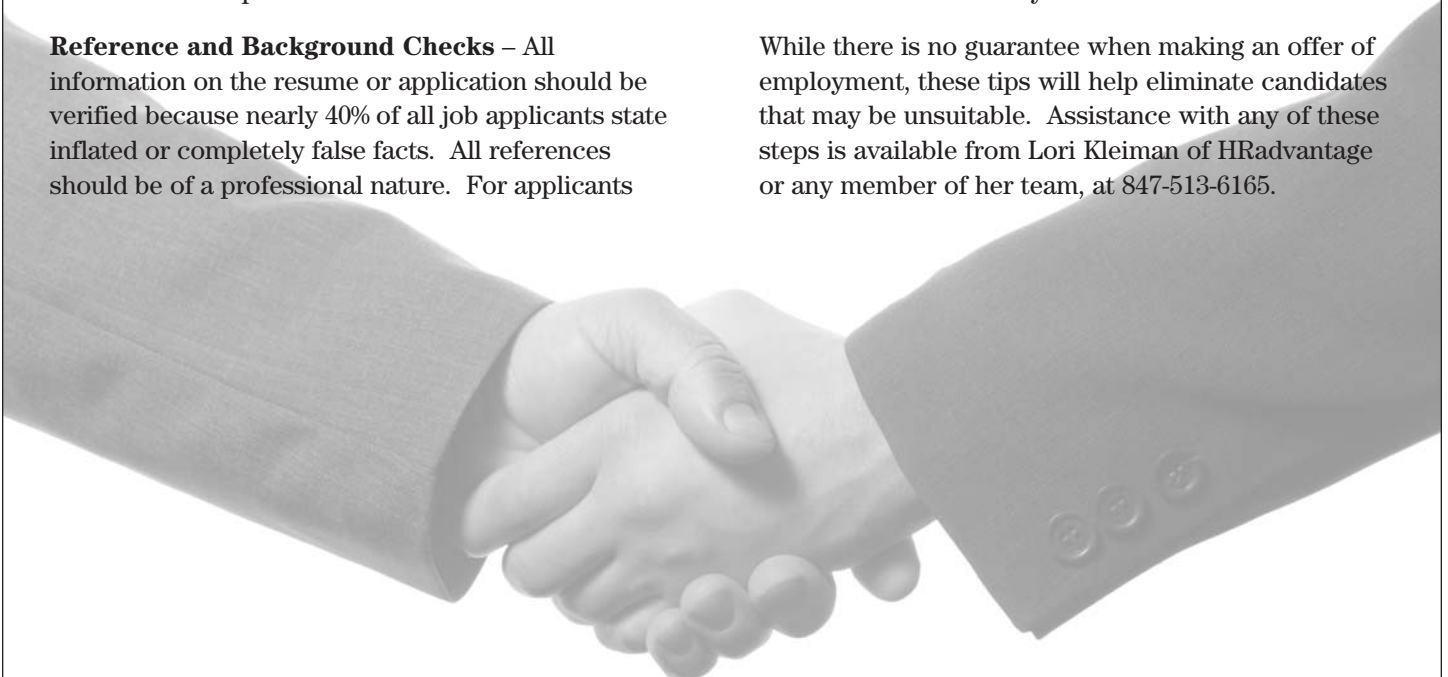 Reference and Background Checks – All
information on the resume or application should be
verified because nearly 40% of all job applicants state
inflated or completely false facts.  All references
should be of a professional nature.  For applicants
While there is no guarantee when making an offer of
employment, these tips will help eliminate candidates
that may be unsuitable.  Assistance with any of these
steps is available from Lori Kleiman of HRadvantage
or any member of her team, at 847-513-6165.